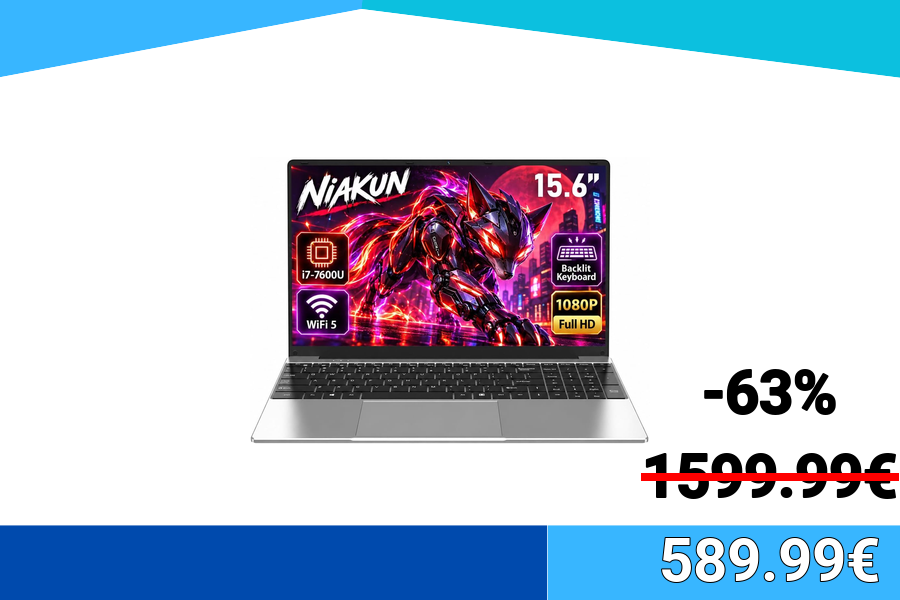 NiAKUN
15.6”
i7-7600U
WiFi 5
Backlit
Keyboard
1080P
Full HD
-63%
1599.99€
589.99€